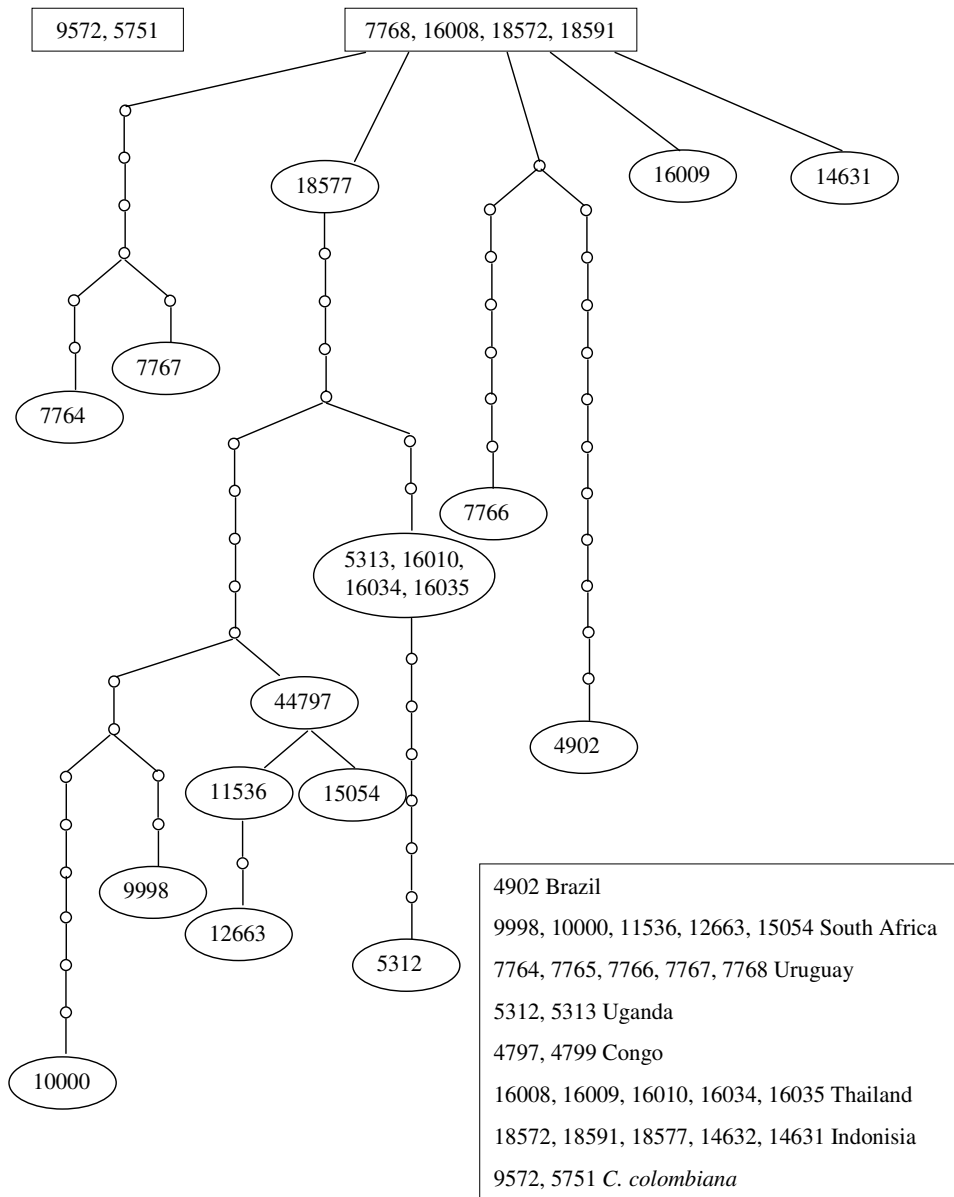 9572, 5751
7768, 16008, 18572, 18591
18577
16009
14631
7767
7764
7766
5313, 16010,
16034, 16035
44797
4902
11536
15054
9998
12663
5312
10000
4902 Brazil
9998, 10000, 11536, 12663, 15054 South Africa
7764, 7765, 7766, 7767, 7768 Uruguay
5312, 5313 Uganda
4797, 4799 Congo
16008, 16009, 16010, 16034, 16035 Thailand
18572, 18591, 18577, 14632, 14631 Indonisia
9572, 5751 C. colombiana